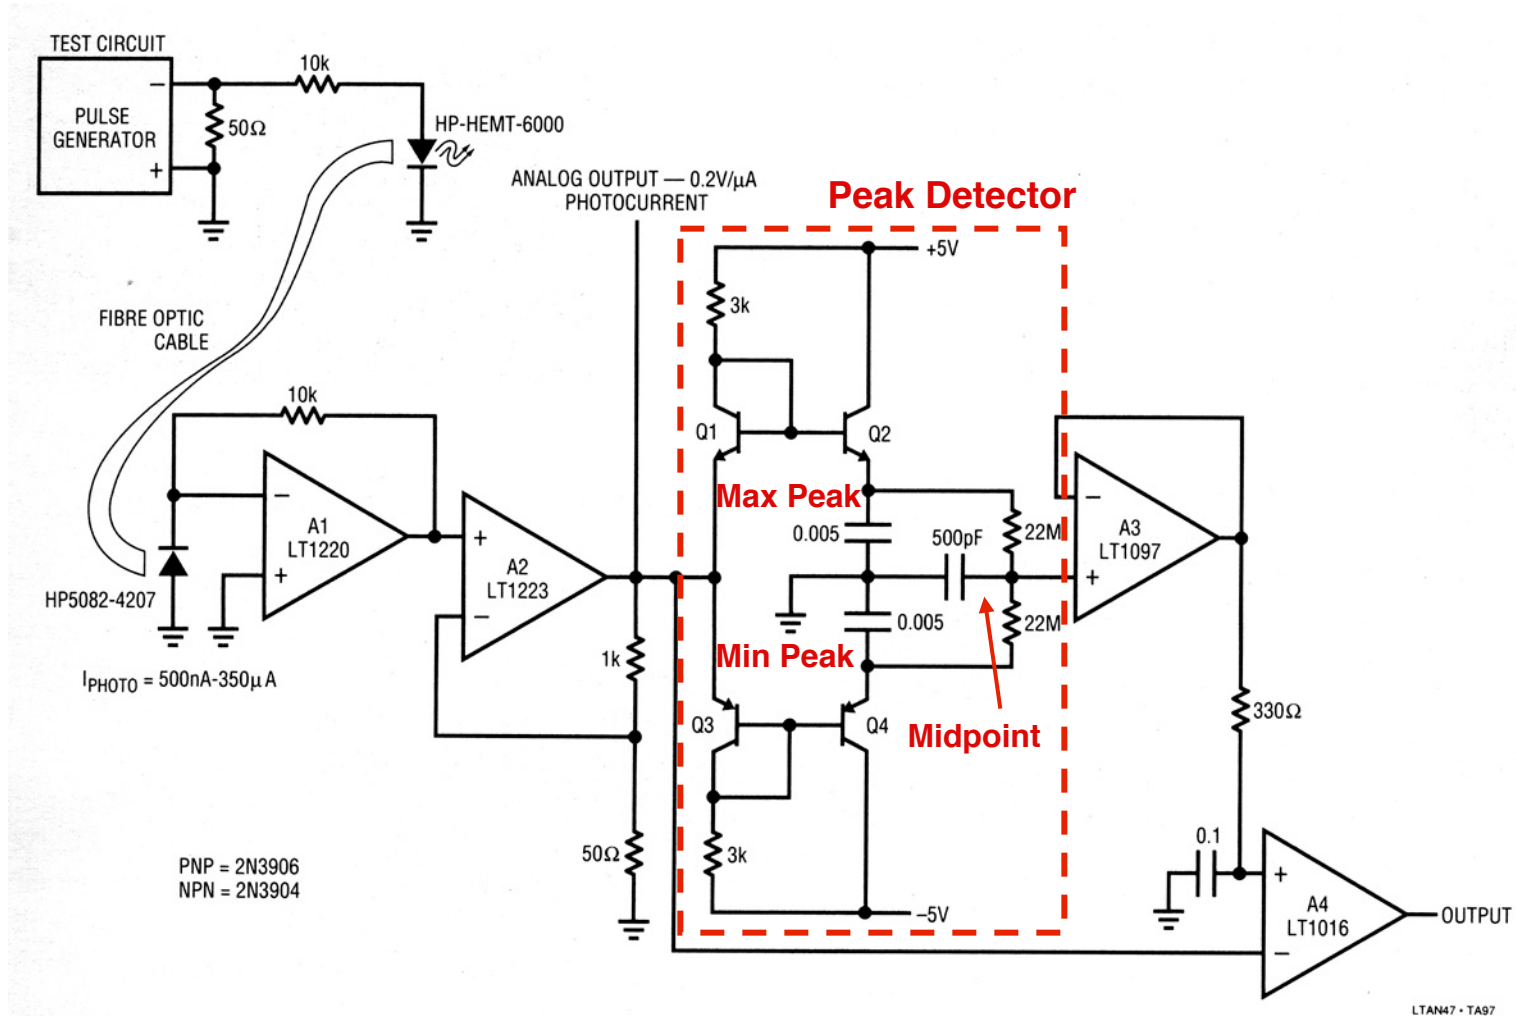 TEST CIRCUIT
PULSE
GENERATOR
−
+
50Ω
10k
HP-HEMT-6000
ANALOG OUTPUT — 0.2V/μA
PHOTOCURRENT
Peak Detector
+5V
3k
FIBRE OPTIC
CABLE
10k
Q1
Q2
Max Peak
0.005
500pF
22M
−
A1
LT1220
+
+
A2
LT1223
−
−
A3
LT1097
+
HP5082-4207
0.005
22M
Min Peak
1k
IPHOTO = 500nA-350μA
Q3
Q4
Midpoint
330Ω
50Ω
3k
PNP = 2N3906
NPN = 2N3904
−5V
0.1
+
A4
LT1016
−
OUTPUT
LTAN47 • TA97